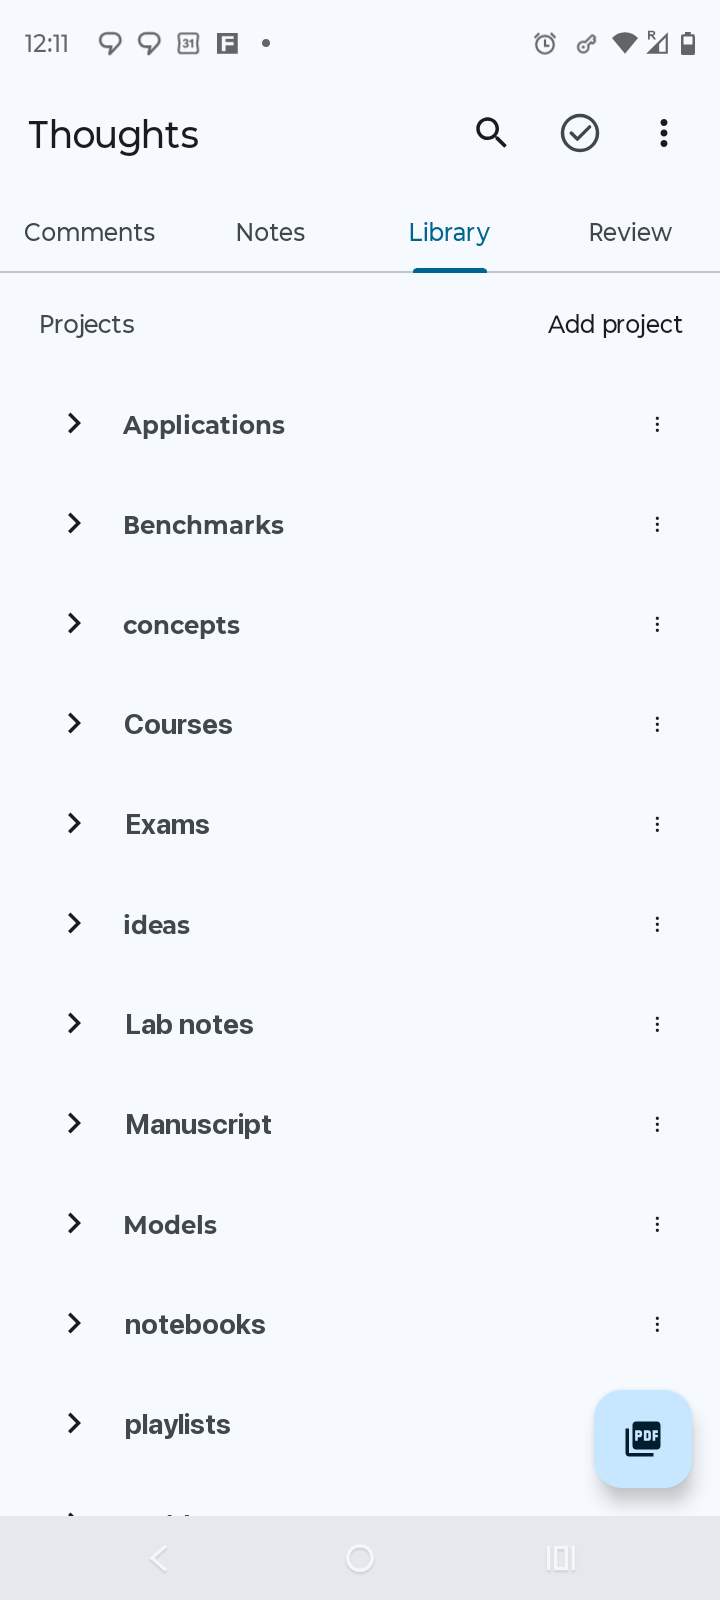 12:11
31
F
R
Thoughts
Comments Notes Library Review
Projects Add project
Applications
Benchmarks
concepts
Courses
Exams
ideas
Lab notes
Manuscript
Models
notebooks
playlists
PDF